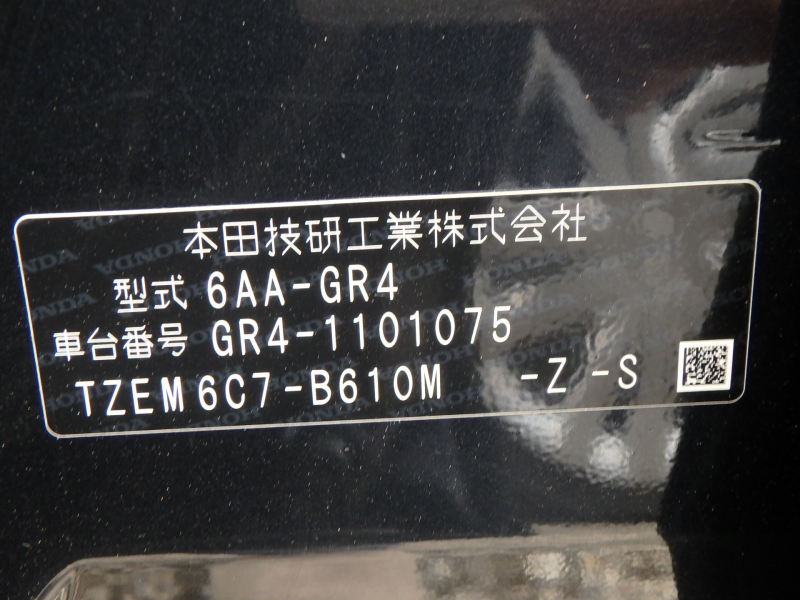 本田技研工業株式会社
型式 6AA-GR4
車台番号 GR4-1101075
TZEM6C7-B610M -Z -S